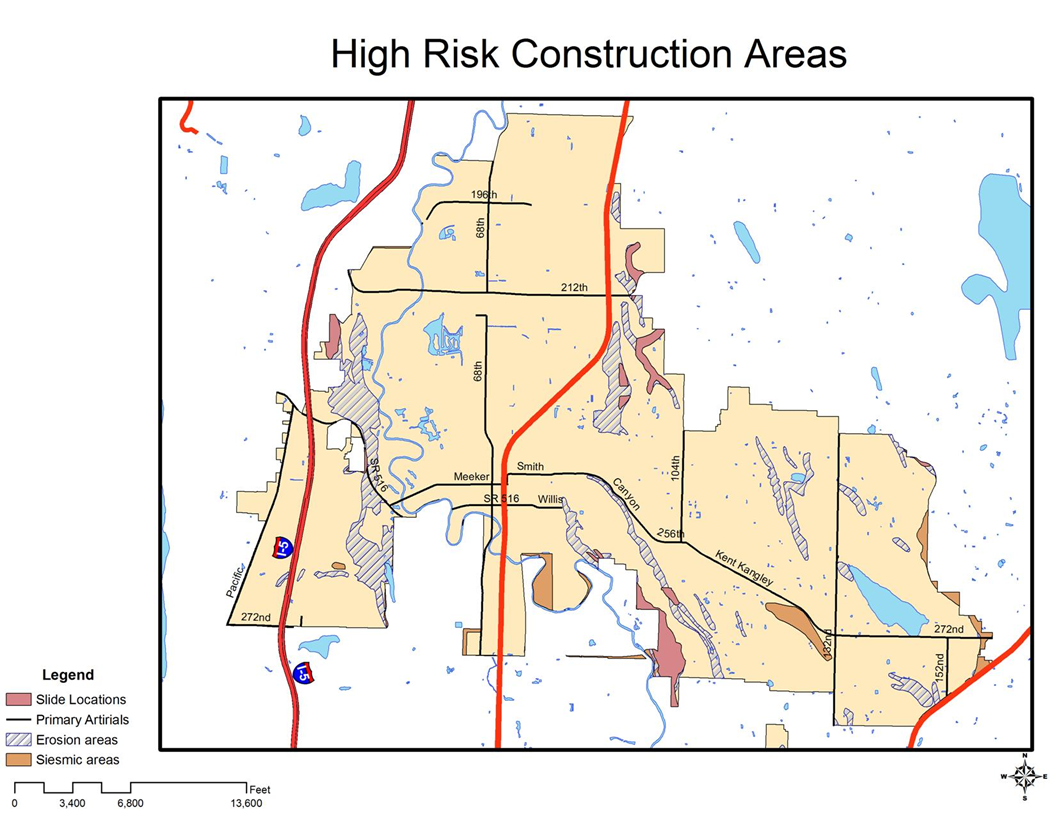 High Risk Construction Areas
196th
68th
212th
68th
Smith
Meeker
SR 516
SR 516
Willis
Canyon
104th
256th
Kent Kangley
I-5
Pacific
272nd
132nd
272nd
152nd
I-5
Legend
Slide Locations
Primary Artirials
Erosion areas
Siesmic areas
Feet
0 3,400 6,800 13,600
N
W E
S